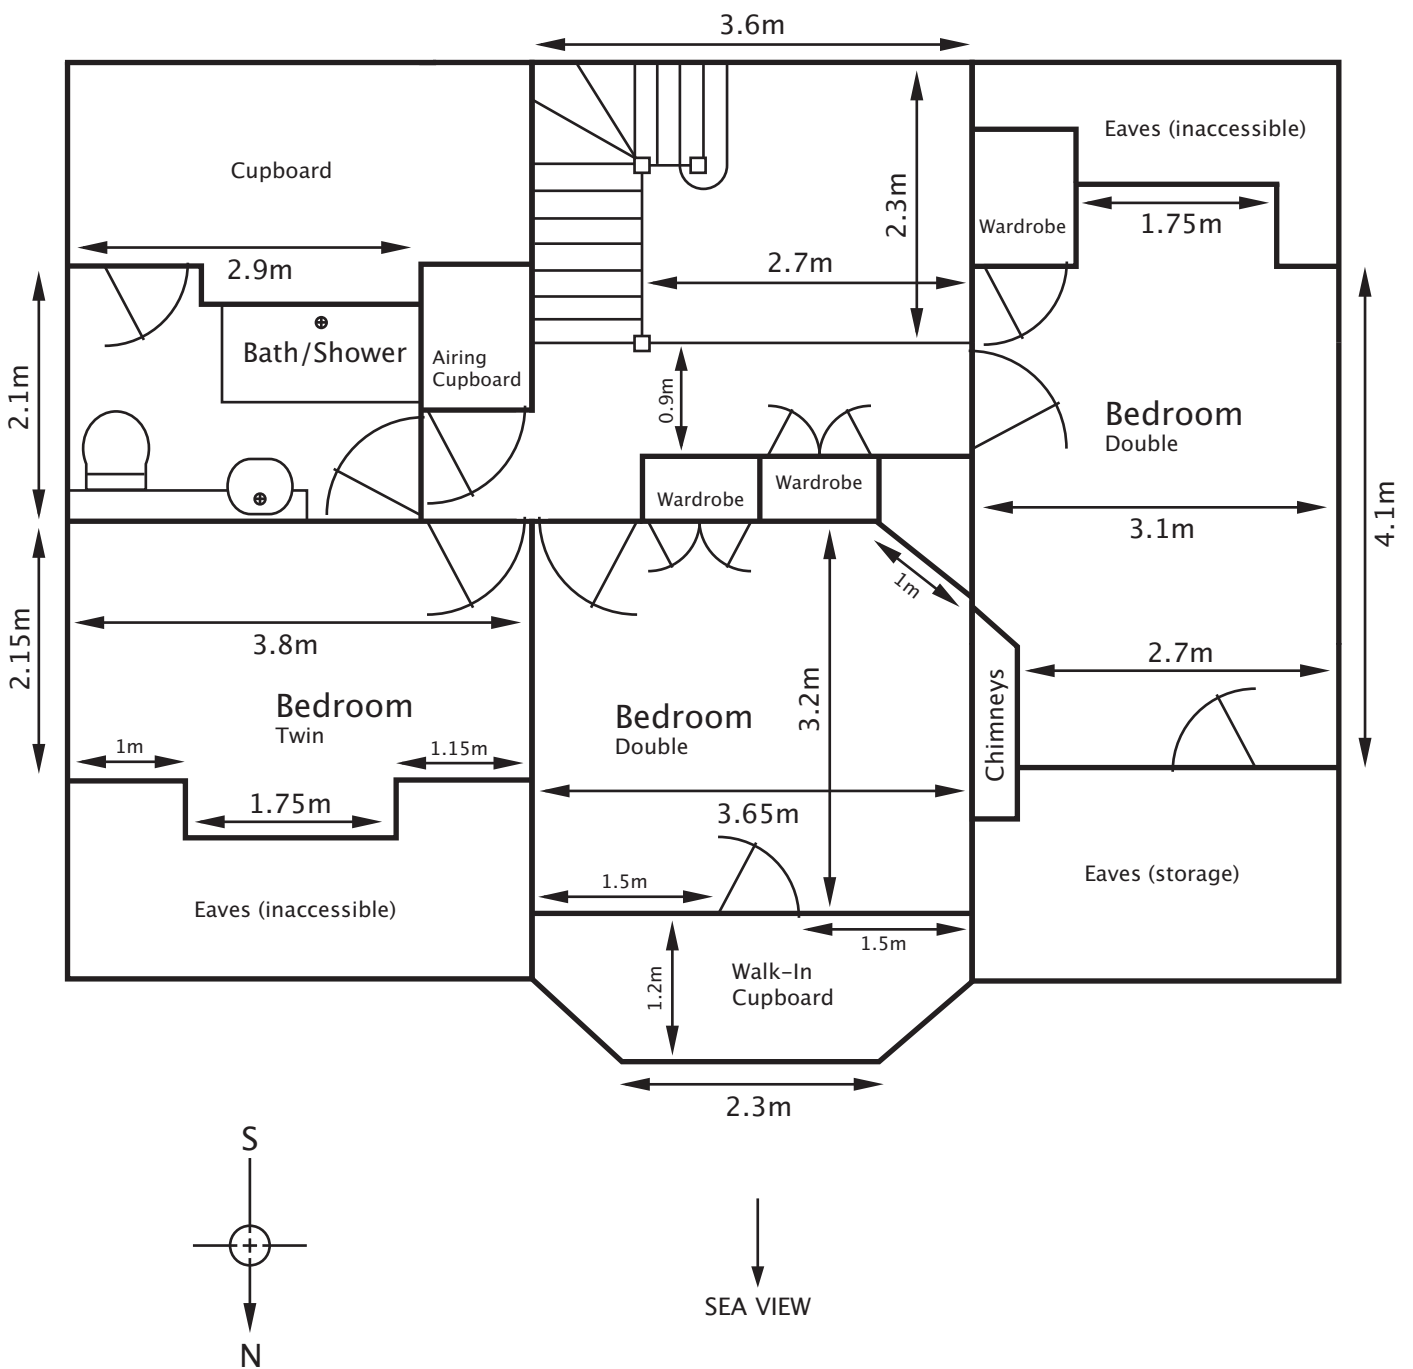 3.6m
Cupboard
2.9m
2.3m
2.7m
Eaves (inaccessible)
Wardrobe
1.75m
2.1m
Bath/Shower
Airing
Cupboard
0.9m
Wardrobe
Wardrobe
Bedroom
Double
3.1m
4.1m
2.15m
3.8m
Bedroom
Twin
1m
1.15m
1.75m
Eaves (inaccessible)
1m
3.2m
Bedroom
Double
3.65m
1.5m
Chimneys
2.7m
Eaves (storage)
1.5m
1.2m
Walk-In
Cupboard
2.3m
S
N
SEA VIEW